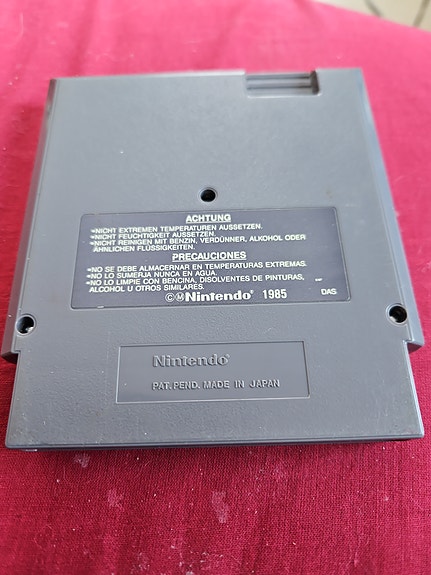 ACHTUNG
•NICHT EXTREMEN TEMPERATUREN AUSSETZEN.
•NICHT FEUCHTIGKEIT AUSSETZEN.
•NICHT REINIGEN MIT BENZIN, VERDÜNNER, ALKOHOL ODER
ÄHNLICHEN FLÜSSIGKEITEN.
PRECAUCIONES
•NO SE DEBE ALMACERNAR EN TEMPERATURAS EXTREMAS.
•NO LO SUMERJA NUNCA EN AGUA.
•NO LO LIMPIE CON BENCINA, DISOLVENTES DE PINTURAS,
ALCOHOL U OTROS SIMILARES.
©ⓂNintendo® 1985 DAS
Nintendo®
PAT. PEND. MADE IN JAPAN